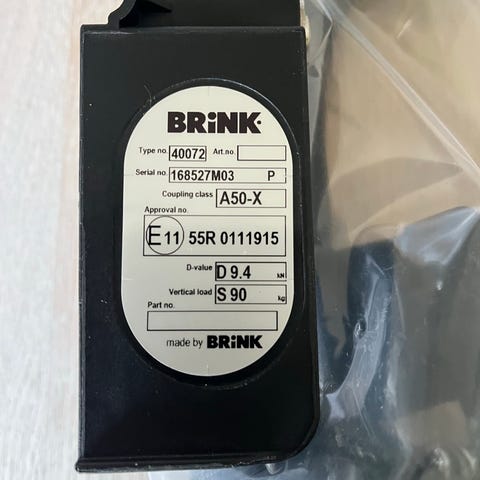 BRiNK
Type no. 40072 Art.no.
Serial no. 168527M03 P
Coupling class A50-X
Approval no.
E11 55R 0111915
D-value D 9.4 kN
Vertical load S 90 kg
Part no.
made by BRiNK